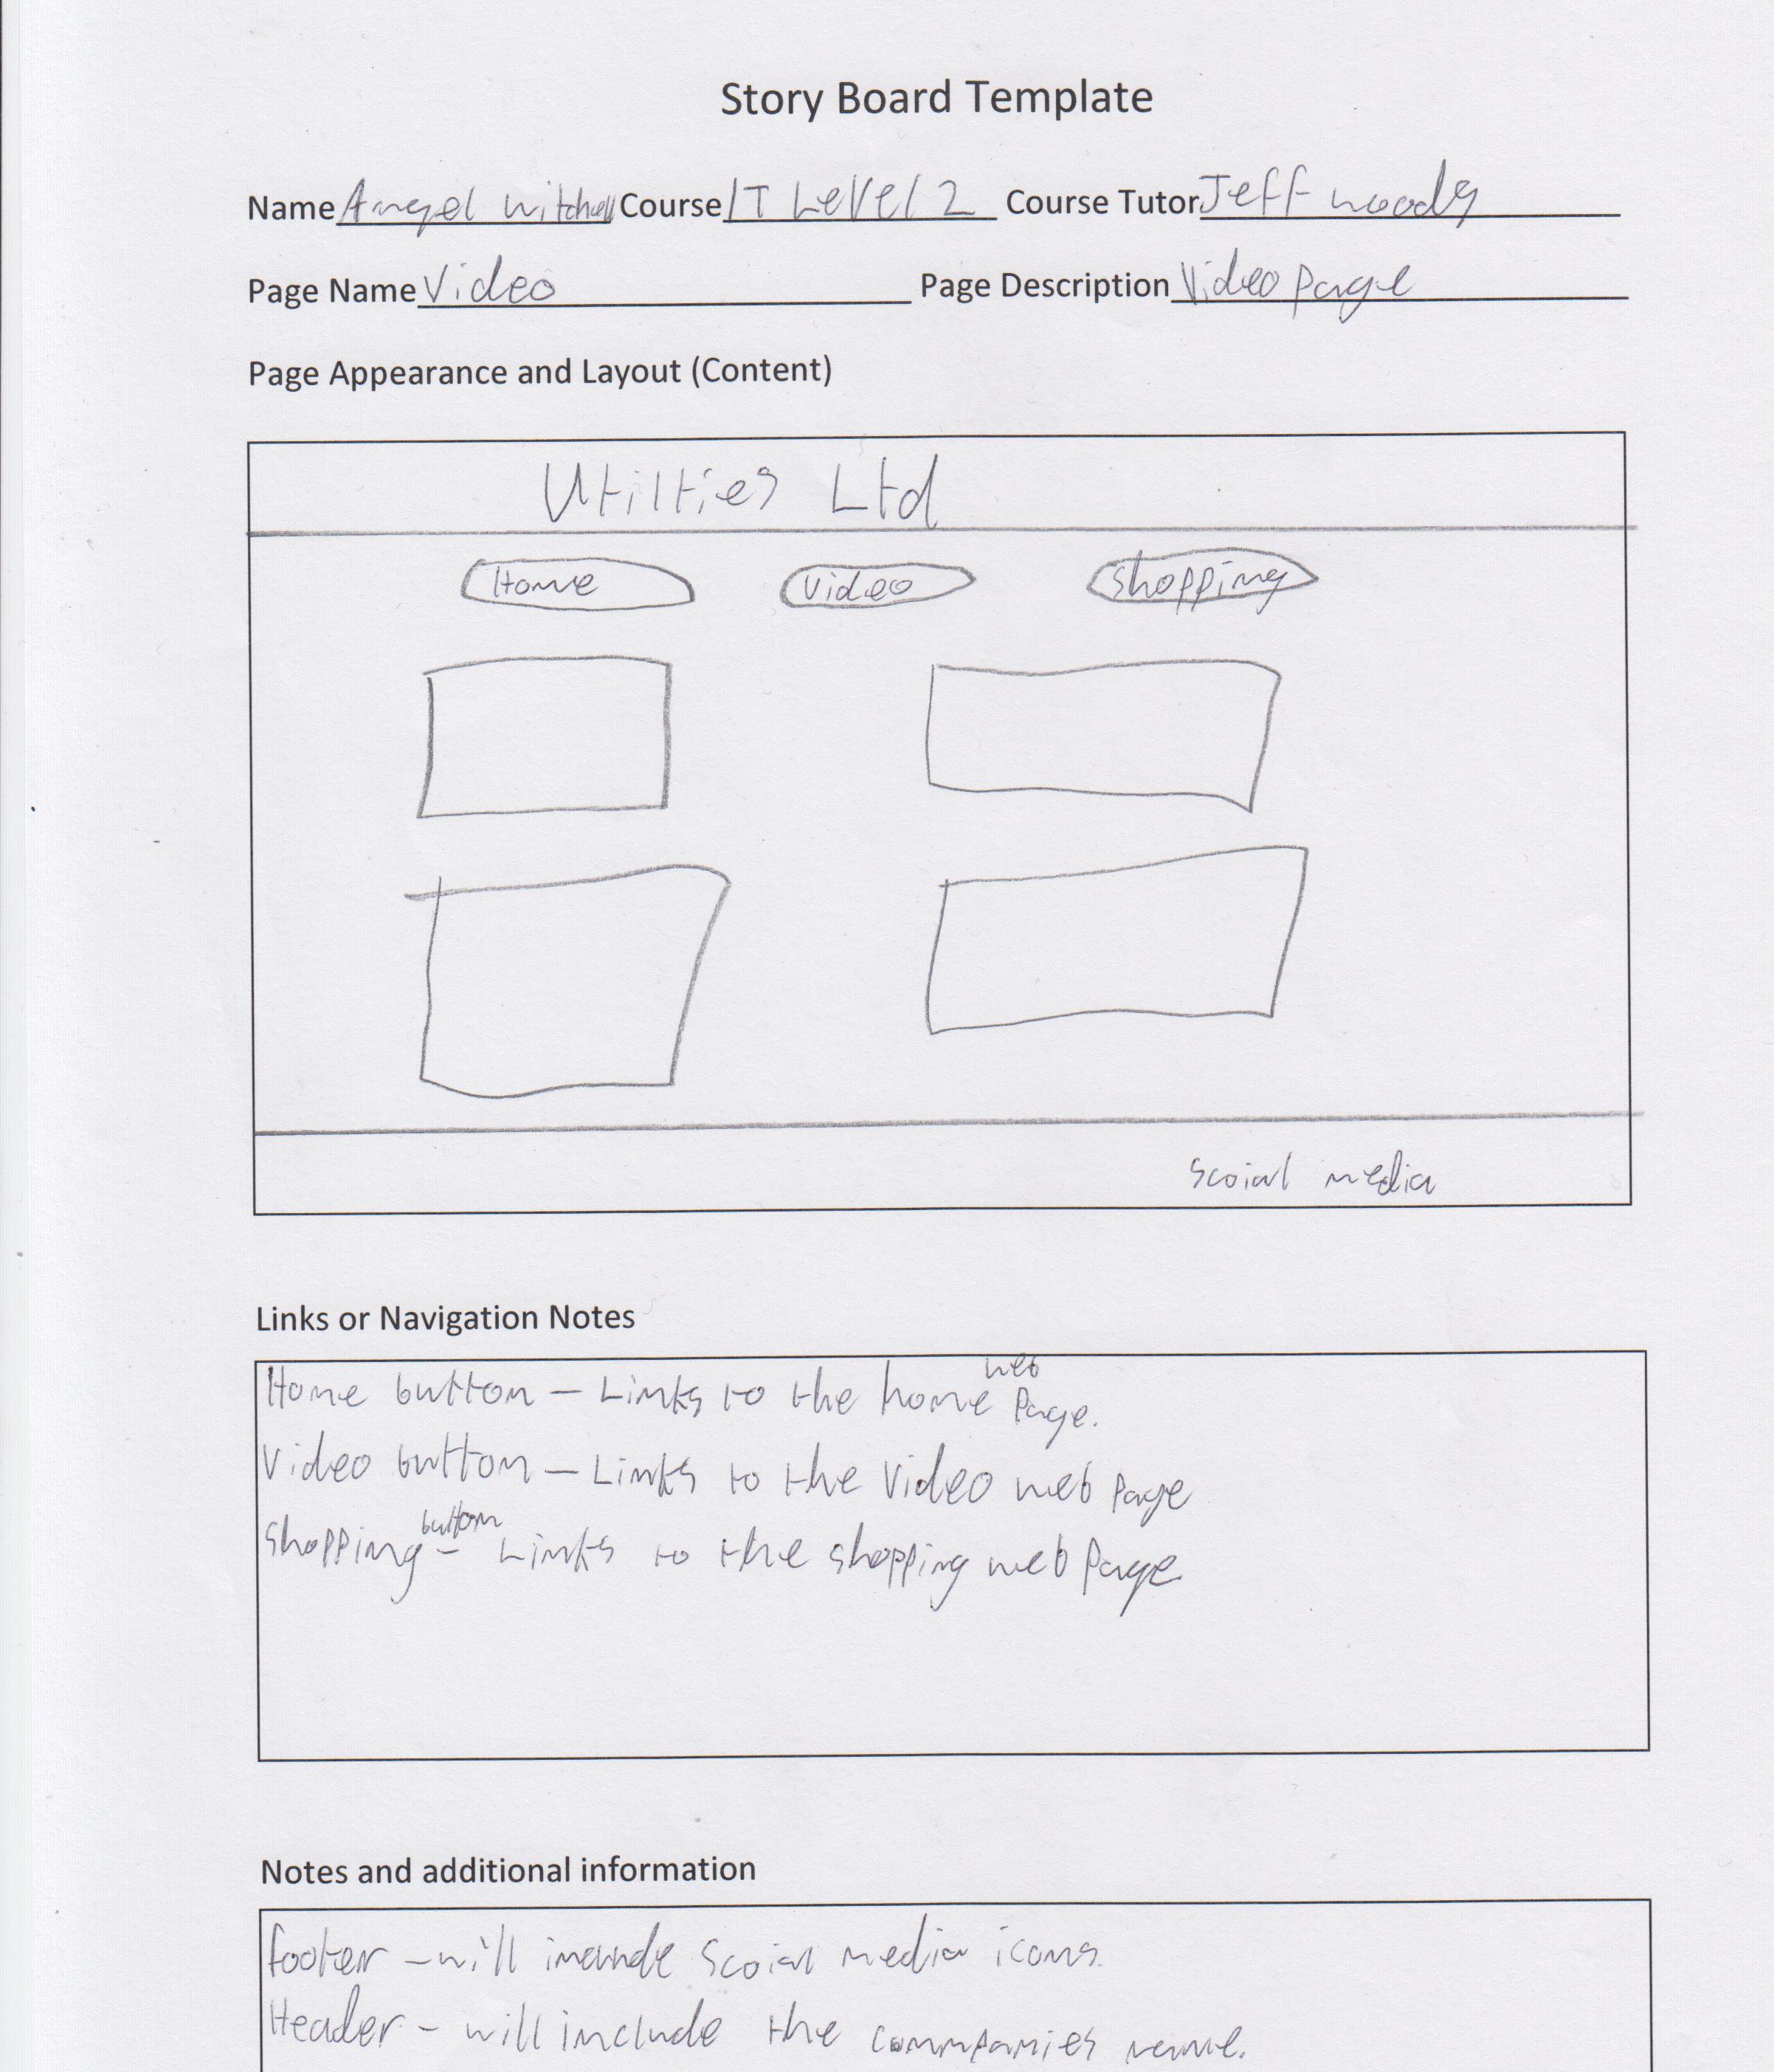 Story Board Template
Name Angel witchell Course IT Level 2 Course Tutor Jeff woods
Page Name Video Page Description Video page
Page Appearance and Layout (Content)
Utilties Ltd
Home Video shopping
scoial media
Links or Navigation Notes
Home button - Links to the home web page.
Video button - Links to the Video web page
shopping button - Links to the shopping web page
Notes and additional information
footer - will include scoial media icons.
Header - will include the companies name.